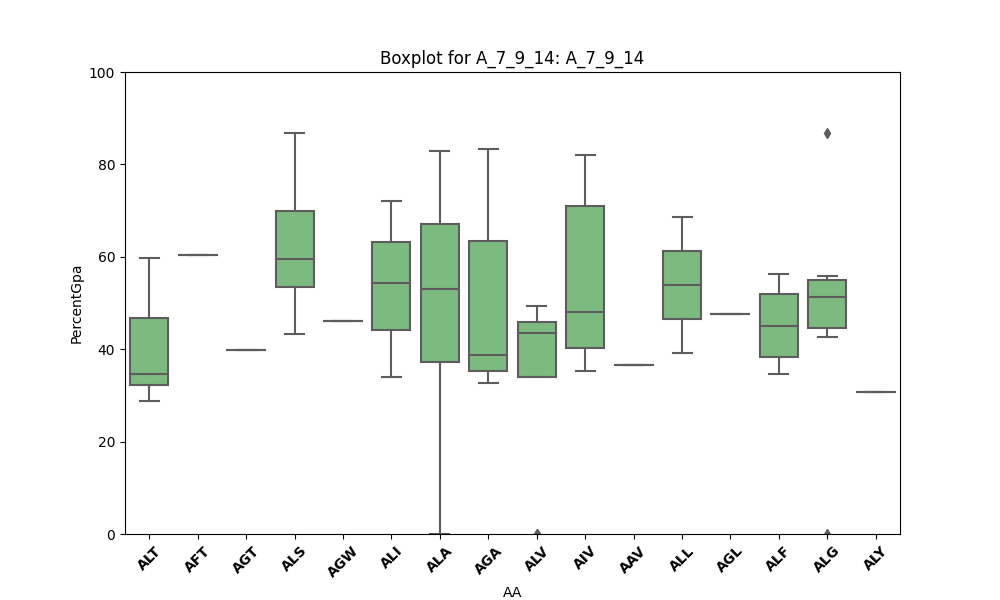 Boxplot for A_7_9_14: A_7_9_14
100
80
60
40
20
0
PercentGpa
ALT AFT AGT ALS AGW ALI ALA AGA ALV AIV AAV ALL AGL ALF ALG ALY
AA